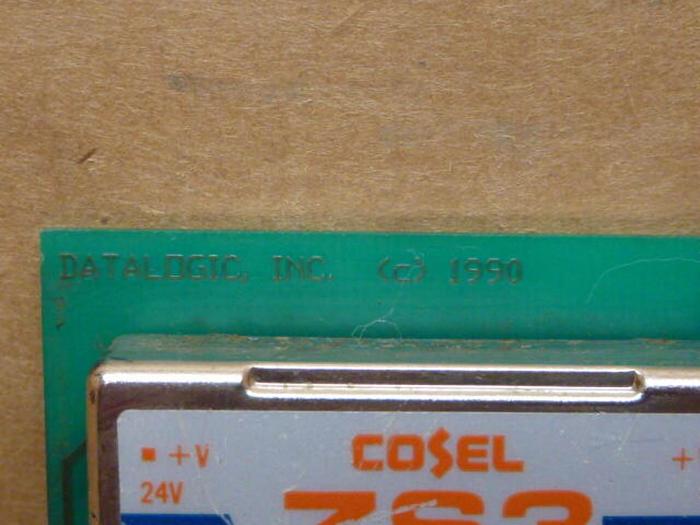 DATALOGIC, INC. (c) 1990
+V COSEL +
24V